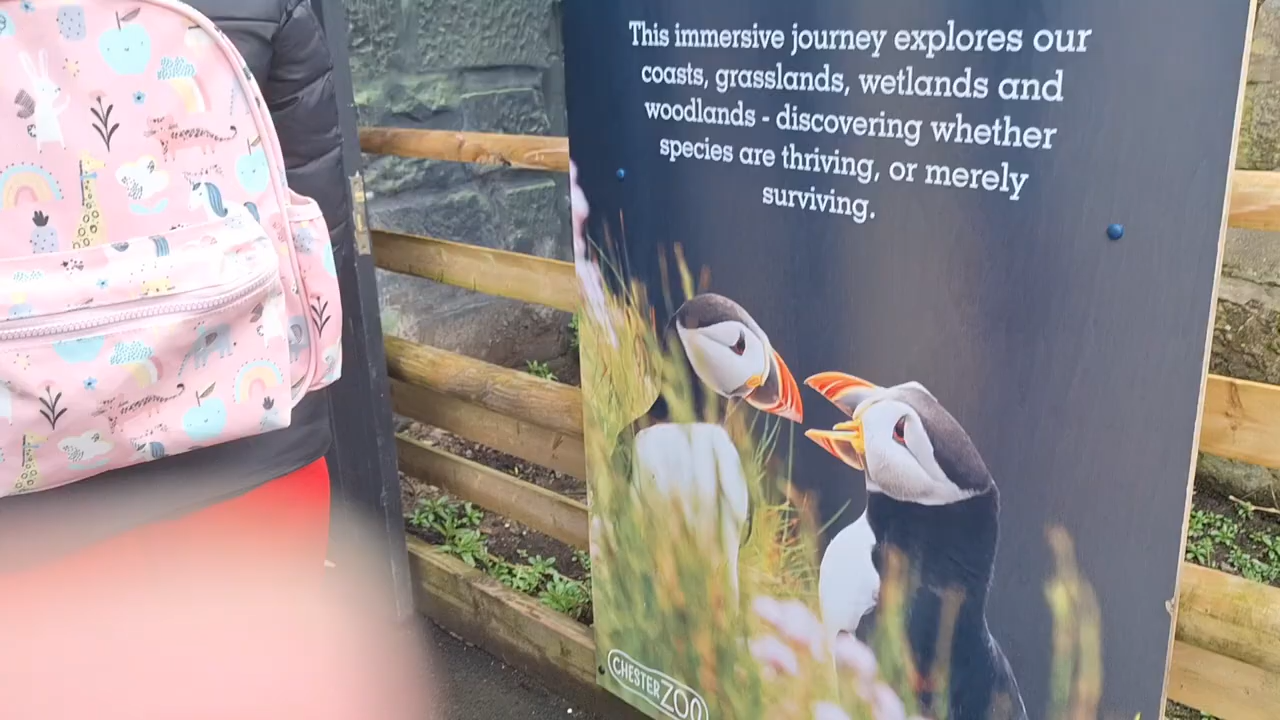 This immersive journey explores our
coasts, grasslands, wetlands and
woodlands - discovering whether
species are thriving, or merely
surviving.
CHESTER ZOO